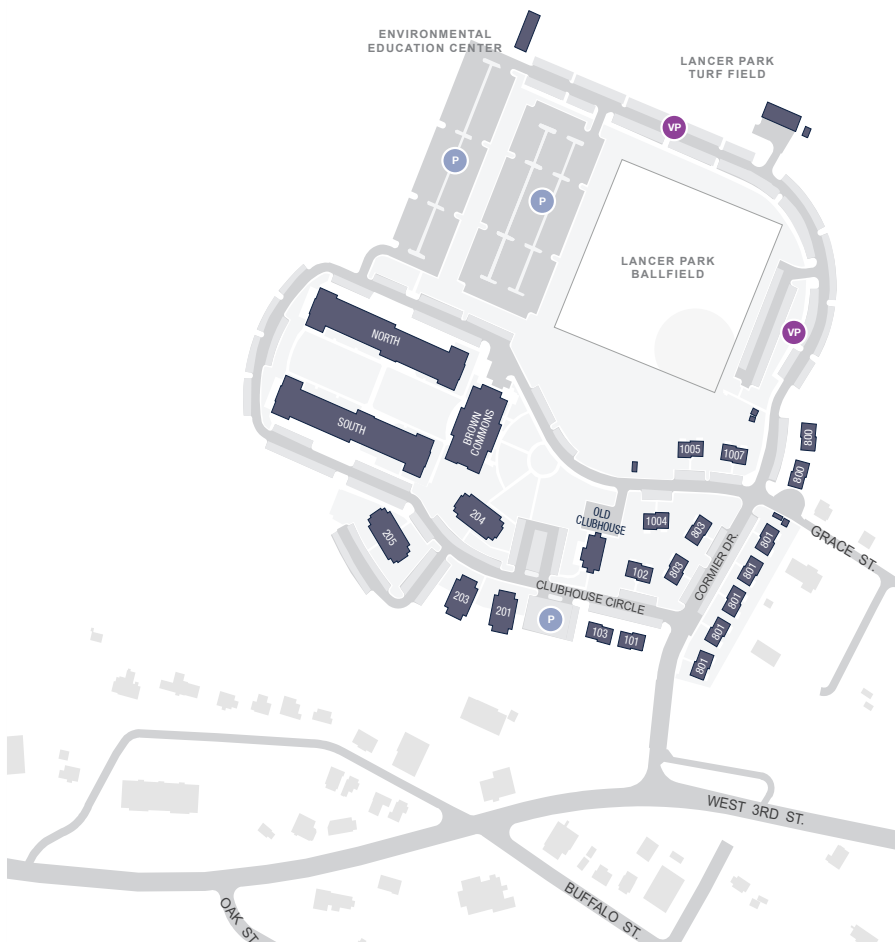 ENVIRONMENTAL
EDUCATION CENTER
LANCER PARK
TURF FIELD
VP
P
P
LANCER PARK
BALLFIELD
VP
NORTH
SOUTH
BROWN
COMMONS
1005
1007
800
800
204
205
OLD
CLUBHOUSE
1004
803
803
102
CORMIER DR.
801
801
801
801
801
GRACE ST.
CLUBHOUSE CIRCLE
203
201
P
103
101
WEST 3RD ST.
BUFFALO ST.
OAK ST